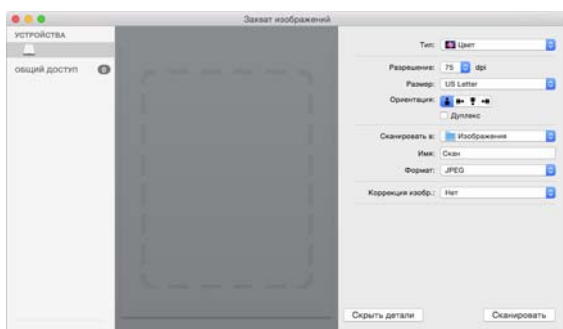 Захват изображений
УСТРОЙСТВА
ОБЩИЙ ДОСТУП 0
Тип: Цвет
Разрешение: 75 dpi
Размер: US Letter
Ориентация:
Дуплекс
Сканировать в: Изображения
Имя: Скан
Формат: JPEG
Коррекция изобр.: Нет
Скрыть детали Сканировать